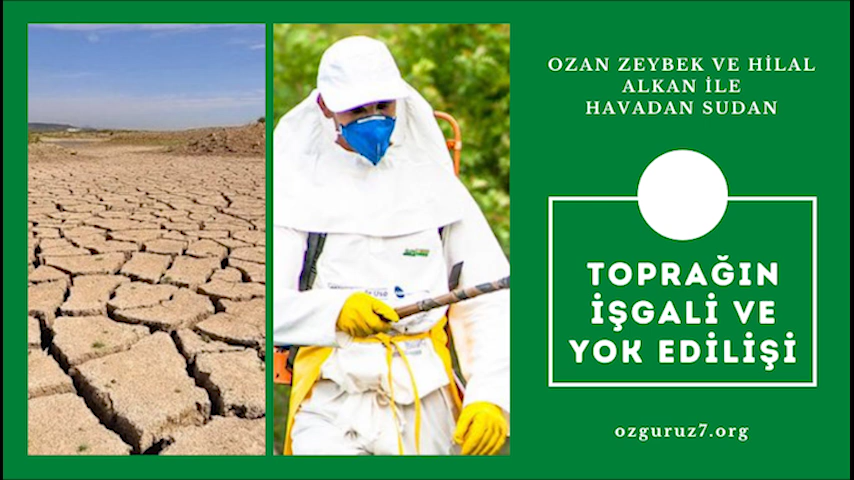 OZAN ZEYBEK VE HİLAL
ALKAN İLE
HAVADAN SUDAN
TOPRAĞIN
İŞGALİ VE
YOK EDİLİŞİ
ozguruz7.org